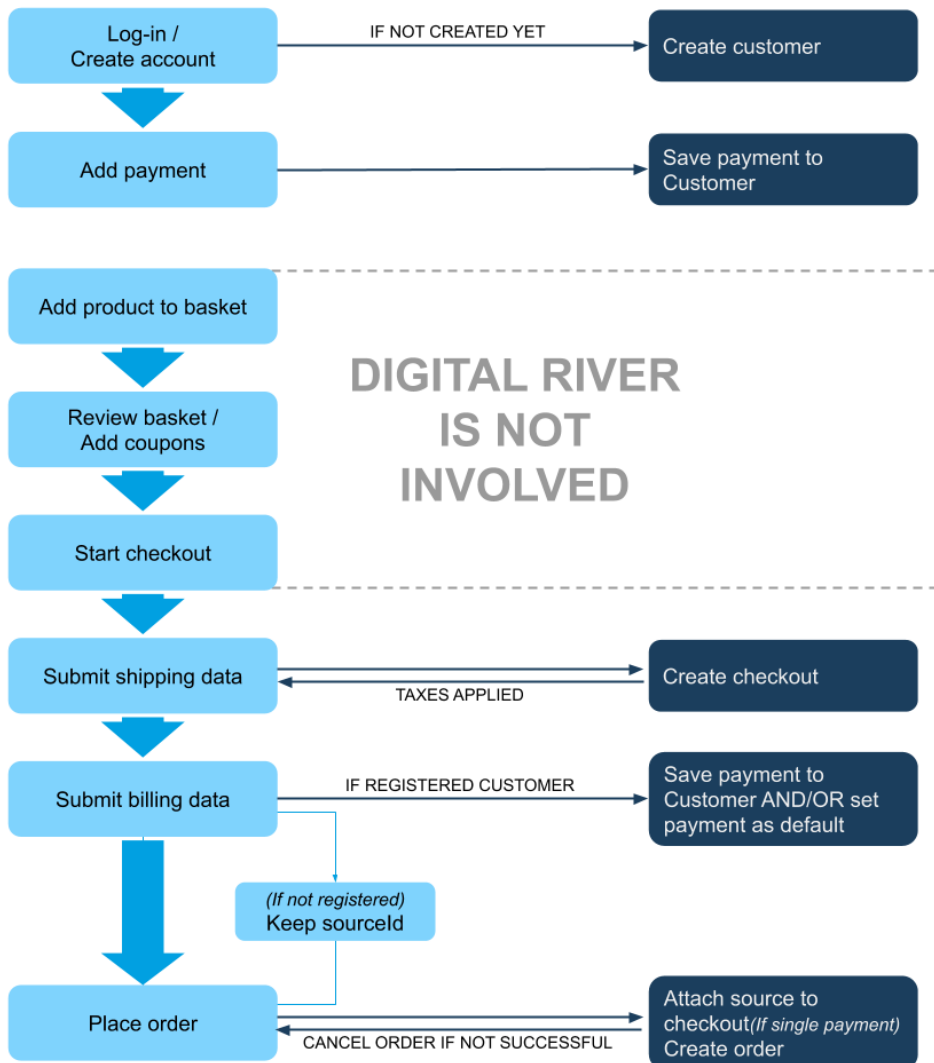 Log-in /
Create account
IF NOT CREATED YET
Create customer
Add payment
Save payment to
Customer
Add product to basket
DIGITAL RIVER
IS NOT
INVOLVED
Review basket /
Add coupons
Start checkout
Submit shipping data
TAXES APPLIED
Create checkout
Submit billing data
IF REGISTERED CUSTOMER
Save payment to
Customer AND/OR set
payment as default
(If not registered)
Keep sourceId
Place order
CANCEL ORDER IF NOT SUCCESSFUL
Attach source to
checkout(If single payment)
Create order